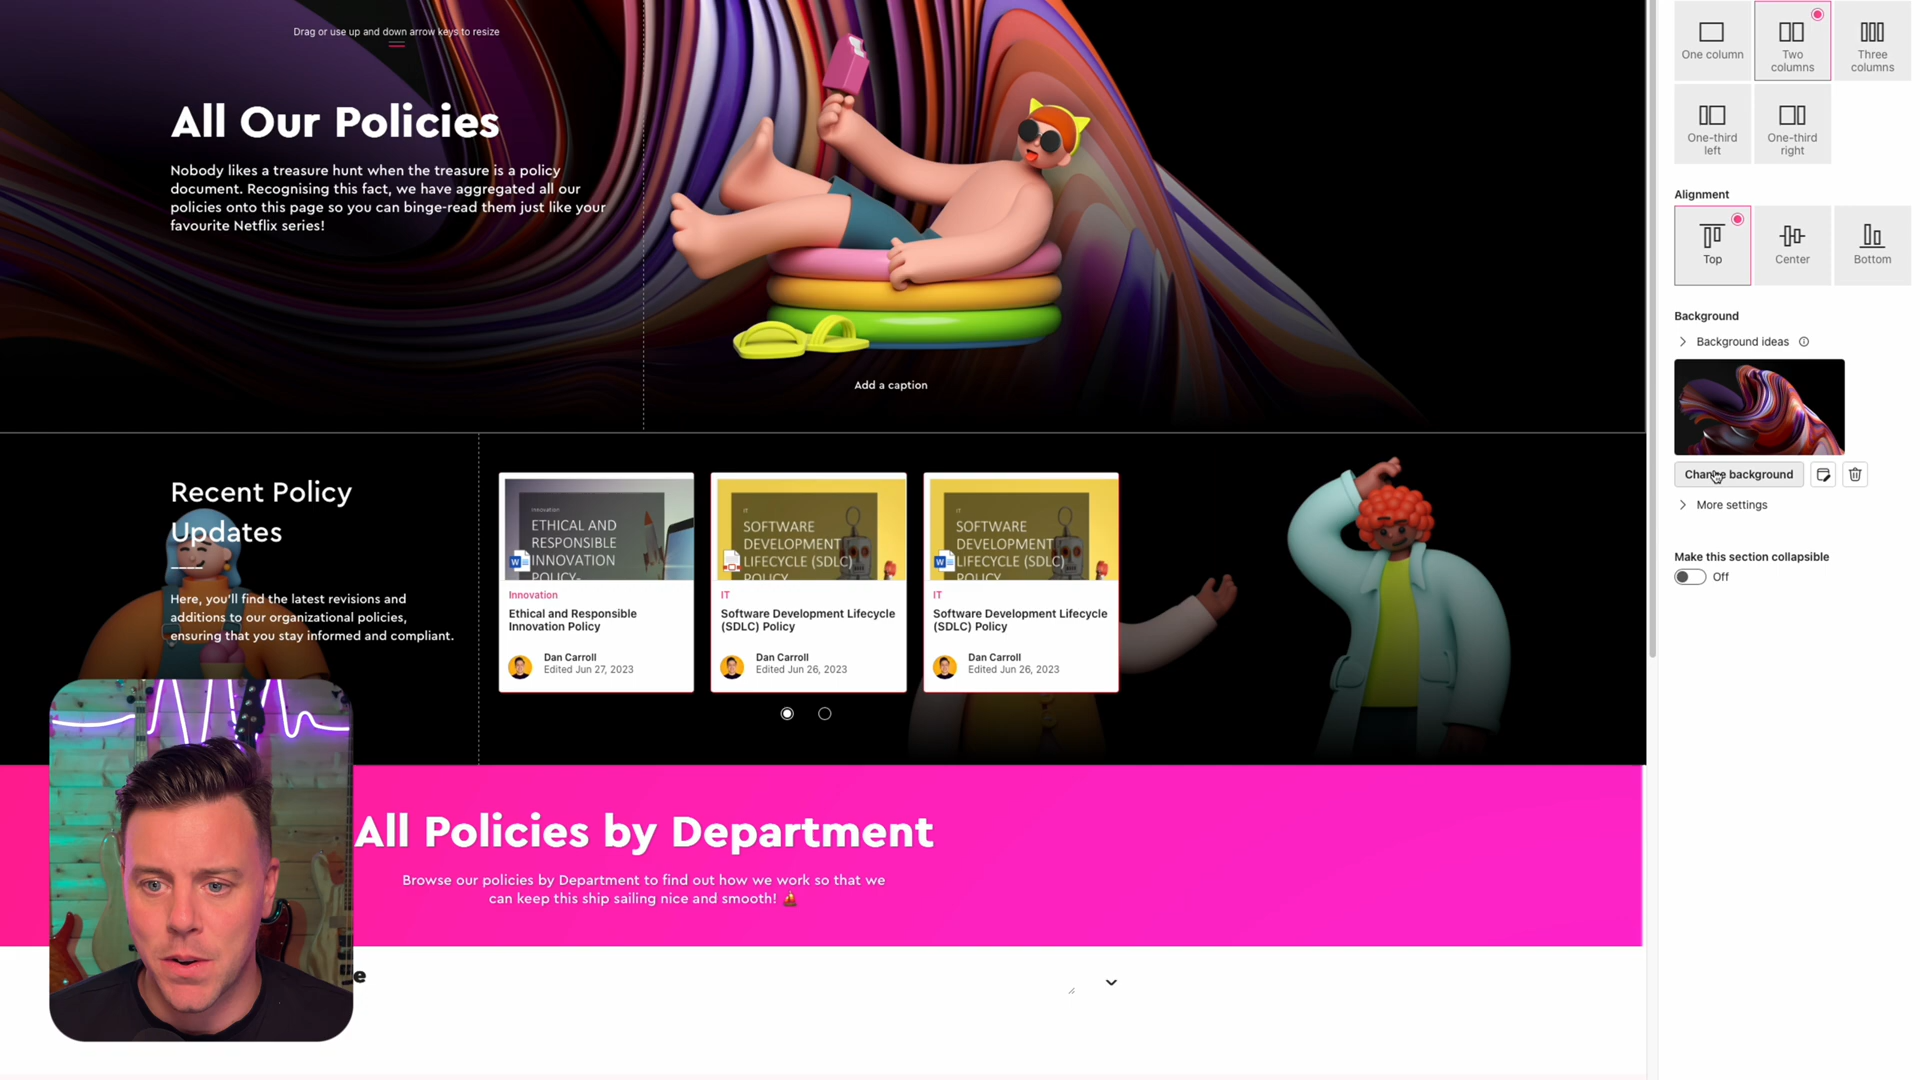 Drag or use up and down arrow keys to resize
All Our Policies
Nobody likes a treasure hunt when the treasure is a policy
document. Recognising this fact, we have aggregated all our
policies onto this page so you can binge-read them just like your
favourite Netflix series!
Add a caption
Recent Policy
Updates
Here, you'll find the latest revisions and
additions to our organizational policies,
ensuring that you stay informed and compliant.
Innovation
ETHICAL AND
RESPONSIBLE
INNOVATION
POLICY-
W
Innovation
Ethical and Responsible
Innovation Policy
Dan Carroll
Edited Jun 27, 2023
IT
SOFTWARE
DEVELOPMENT
LIFECYCLE (SDLC)
POLICY
IT
Software Development Lifecycle
(SDLC) Policy
Dan Carroll
Edited Jun 26, 2023
IT
SOFTWARE
DEVELOPMENT
LIFECYCLE (SDLC)
POLICY
W
IT
Software Development Lifecycle
(SDLC) Policy
Dan Carroll
Edited Jun 26, 2023
All Policies by Department
Browse our policies by Department to find out how we work so that we
can keep this ship sailing nice and smooth!
e
One column
Two
columns
Three
columns
One-third
left
One-third
right
Alignment
Top
Center
Bottom
Background
Background ideas
Change background
More settings
Make this section collapsible
Off